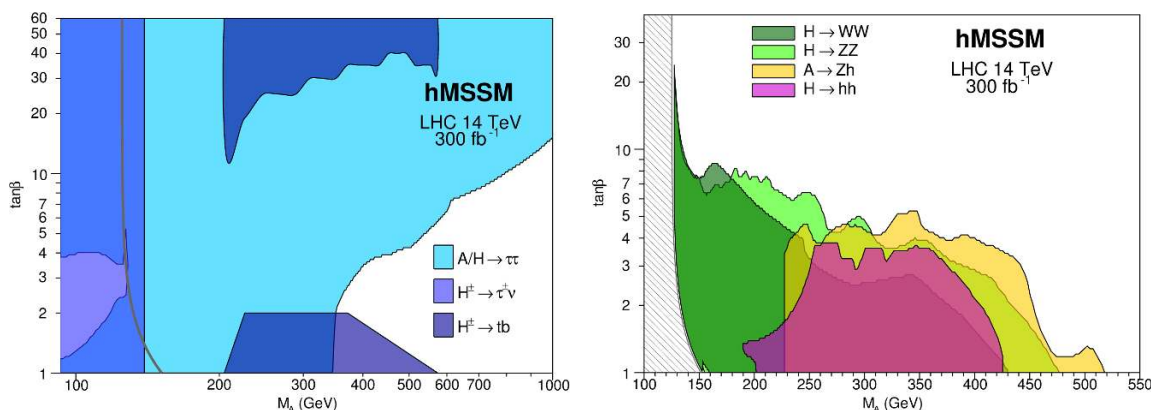 60
50
40
30
20
10
7
6
5
4
3
2
1
tanβ
hMSSM
LHC 14 TeV
300 fb⁻¹
A/H → ττ
H± → τ±ν
H± → tb
100 200 300 400 500 600 700 1000
M_A (GeV)
H → WW
H → ZZ
A → Zh
H → hh
hMSSM
LHC 14 TeV
300 fb⁻¹
30
20
10
7
6
5
4
3
2
1
tanβ
100 150 200 250 300 350 400 450 500 550
M_A (GeV)